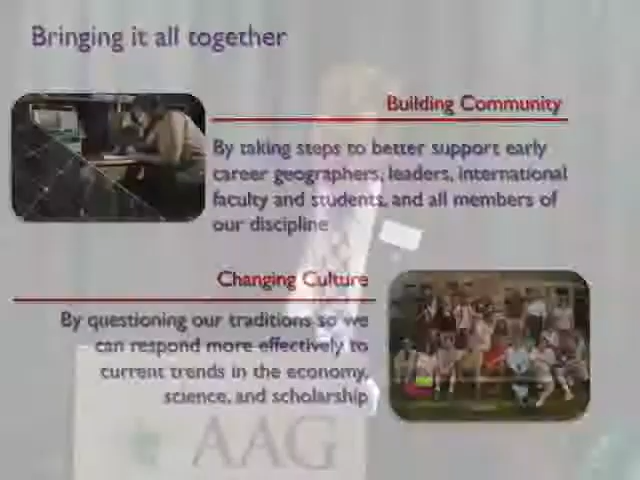 Bringing it all together
Building Community
By taking steps to better support early
career geographers, leaders, international
faculty and students, and all members of
our discipline
Changing Culture
By questioning our traditions so we
can respond more effectively to
current trends in the economy,
science, and scholarship
AAG